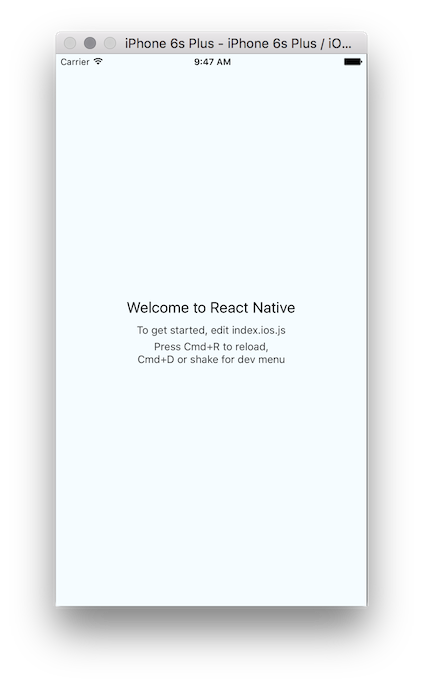 iPhone 6s Plus - iPhone 6s Plus / iO...
Carrier 9:47 AM
Welcome to React Native
To get started, edit index.ios.js
Press Cmd+R to reload,
Cmd+D or shake for dev menu